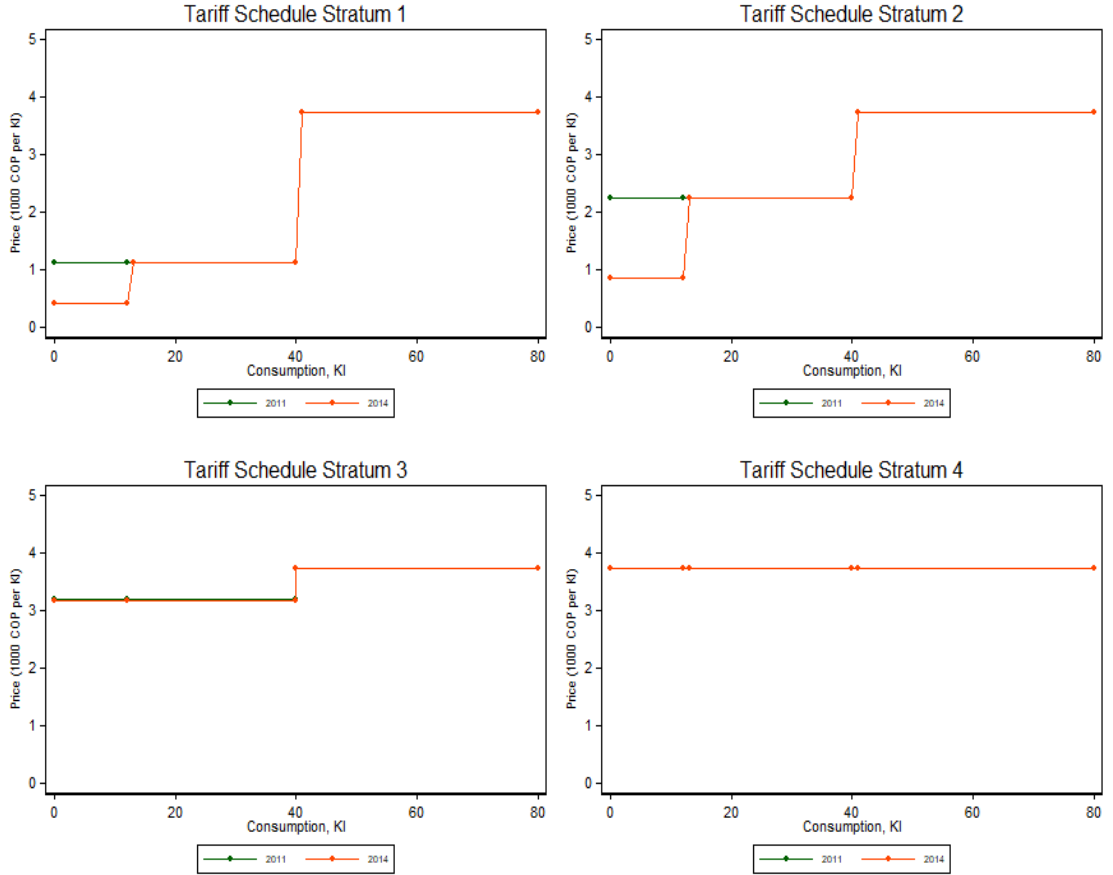 Tariff Schedule Stratum 1
5
4
3
2
1
0
Price (1000 COP per Kl)
0 20 40 60 80
Consumption, Kl
2011 2014
Tariff Schedule Stratum 2
5
4
3
2
1
0
Price (1000 COP per Kl)
0 20 40 60 80
Consumption, Kl
2011 2014
Tariff Schedule Stratum 3
5
4
3
2
1
0
Price (1000 COP per Kl)
0 20 40 60 80
Consumption, Kl
2011 2014
Tariff Schedule Stratum 4
5
4
3
2
1
0
Price (1000 COP per Kl)
0 20 40 60 80
Consumption, Kl
2011 2014